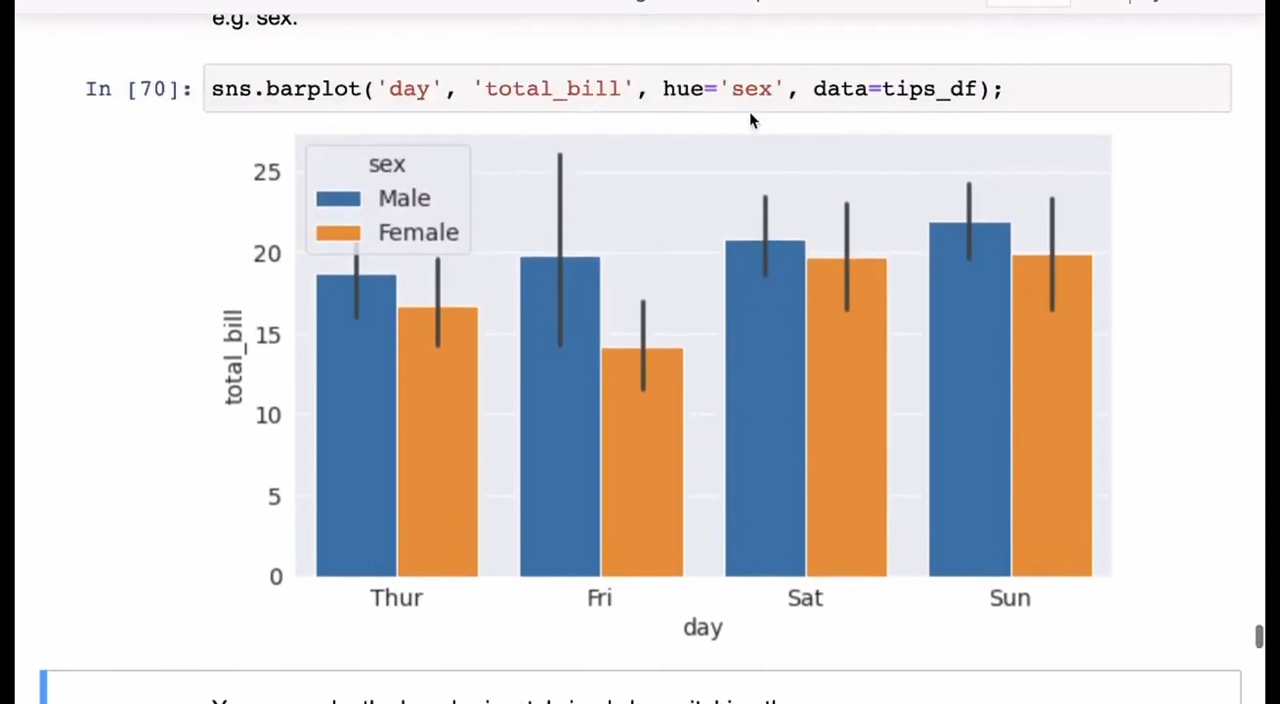 e.g. sex.
In [70]: sns.barplot('day', 'total_bill', hue='sex', data=tips_df);
sex
Male
Female
25
20
15
10
5
0
total_bill
Thur Fri Sat Sun
day